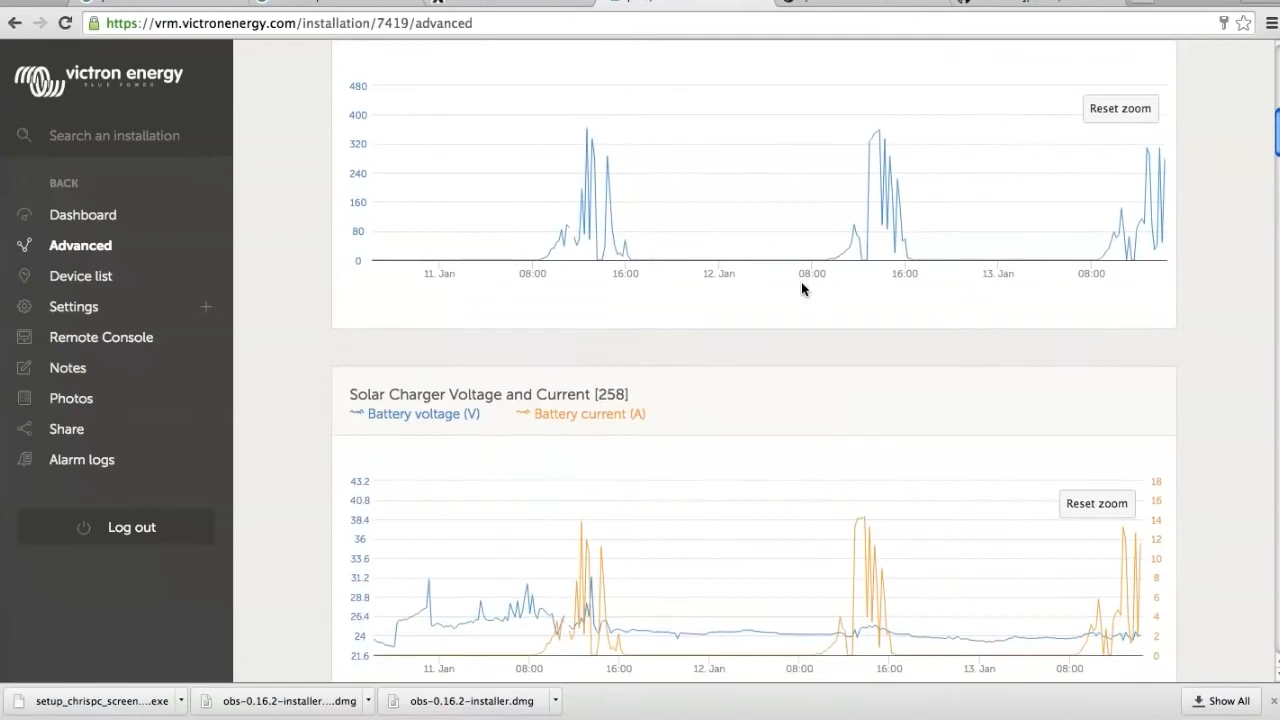 https://vrm.victronenergy.com/installation/7419/advanced
victron energy
BLUE POWER
Search an installation
BACK
Dashboard
Advanced
Device list
Settings
Remote Console
Notes
Photos
Share
Alarm logs
Log out
480
400
320
240
160
80
0
Reset zoom
11. Jan 08:00 16:00 12. Jan 08:00 16:00 13. Jan 08:00
Solar Charger Voltage and Current [258]
Battery voltage (V) Battery current (A)
43.2 18
40.8 16
Reset zoom
38.4 14
36 12
33.6 10
31.2 8
28.8 6
26.4 4
24 2
21.6 0
11. Jan 08:00 16:00 12. Jan 08:00 16:00 13. Jan 08:00
setup_chrispc_screen....exe obs-0.16.2-installer....dmg obs-0.16.2-installer.dmg Show All